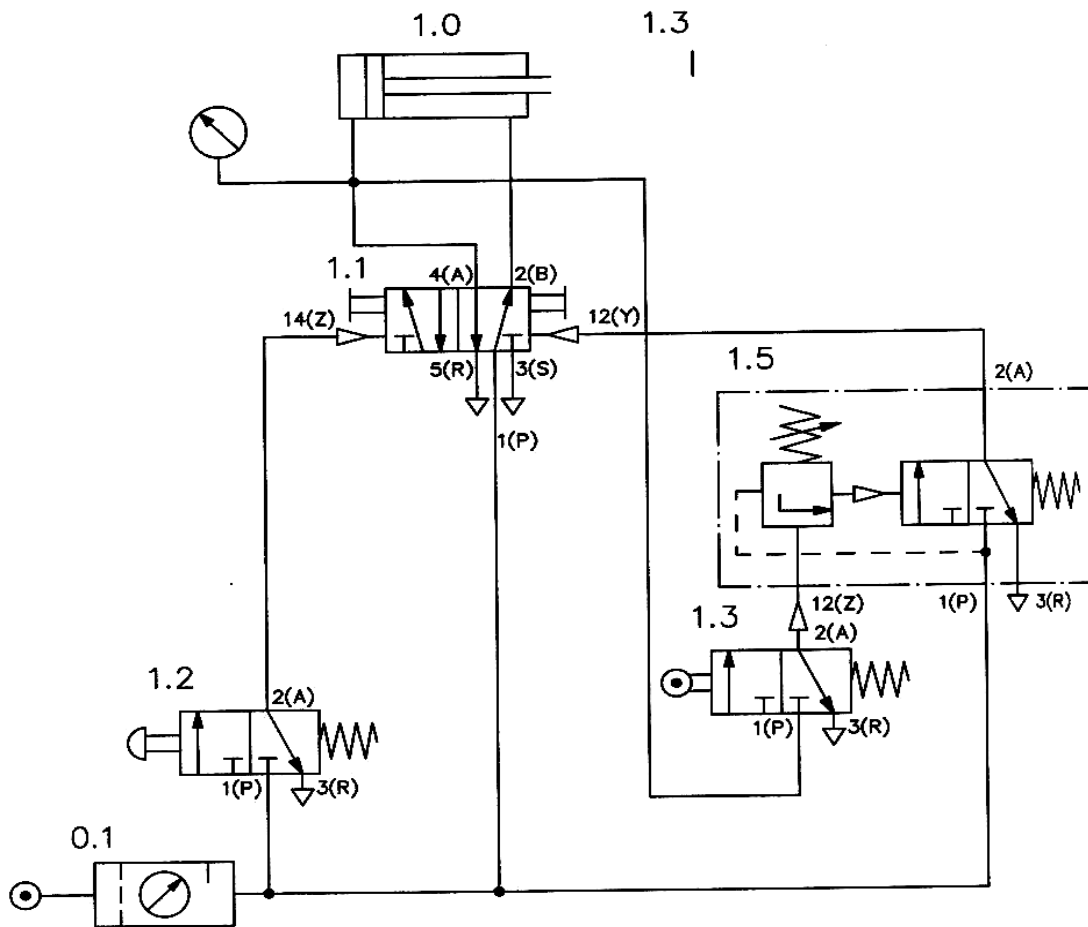 1.0 1.3
1.1 4(A) 2(B)
14(Z) 12(Y)
5(R) 3(S)
1(P)
1.5 2(A)
1(P) 3(R)
12(Z)
1.3 2(A)
1(P) 3(R)
1.2 2(A)
1(P) 3(R)
0.1